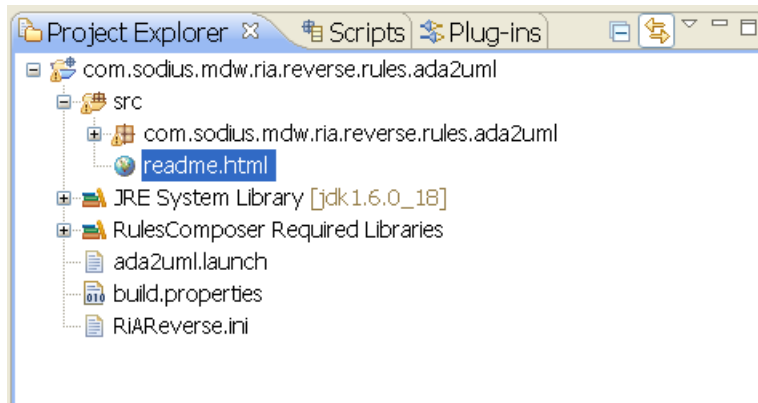 Project Explorer Scripts Plug-ins
com.sodius.mdw.ria.reverse.rules.ada2uml
src
com.sodius.mdw.ria.reverse.rules.ada2uml
readme.html
JRE System Library [jdk1.6.0_18]
RulesComposer Required Libraries
ada2uml.launch
010 build.properties
RiAReverse.ini